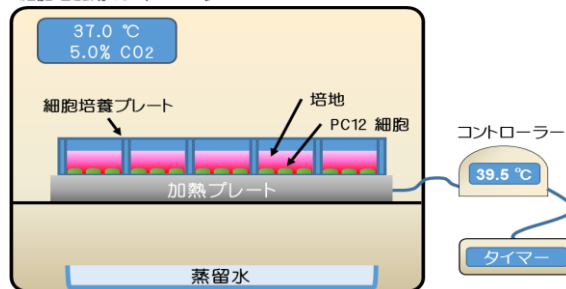 37.0 ℃
5.0% CO2
細胞培養プレート
培地
PC12 細胞
加熱プレート
コントローラー
39.5 ℃
タイマー
蒸留水